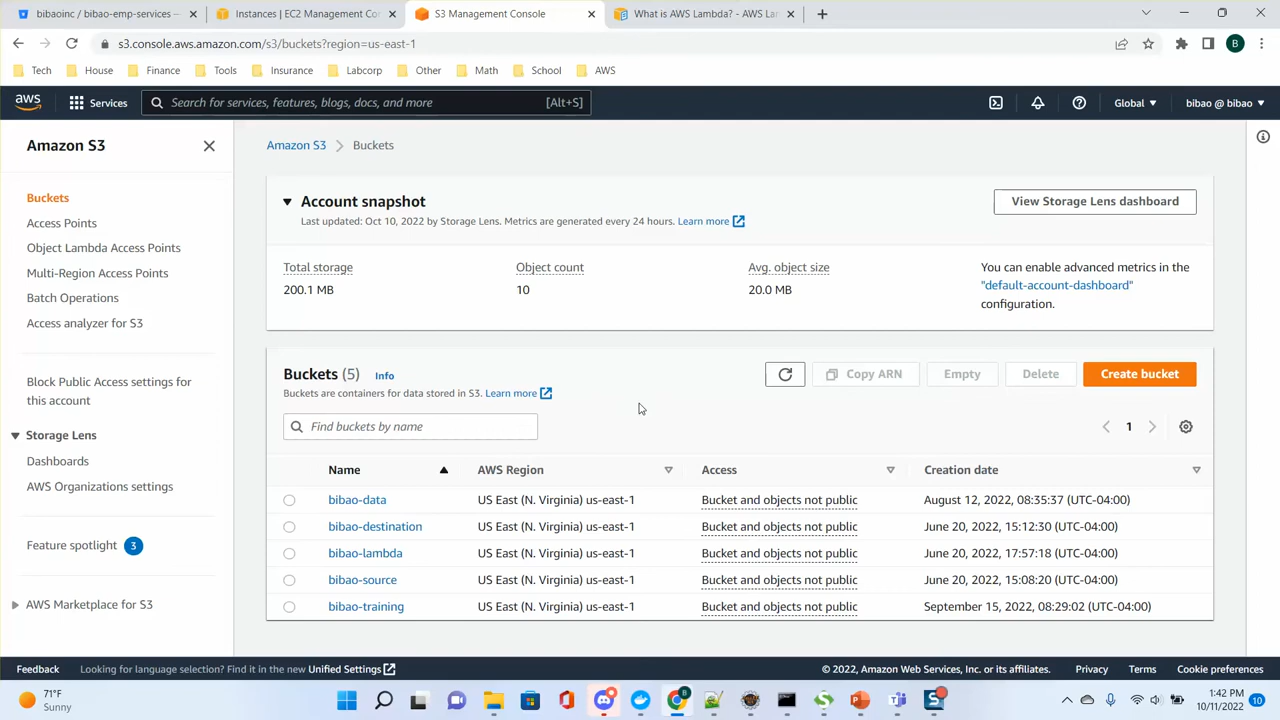 bibaoinc / bibao-emp-services —
Instances | EC2 Management Con
S3 Management Console
What is AWS Lambda? - AWS Lam
s3.console.aws.amazon.com/s3/buckets?region=us-east-1
Tech House Finance Tools Insurance Labcorp Other Math School AWS
aws Services Search for services, features, blogs, docs, and more [Alt+S] Global bibao @ bibao
Amazon S3
Buckets
Access Points
Object Lambda Access Points
Multi-Region Access Points
Batch Operations
Access analyzer for S3
Block Public Access settings for
this account
Storage Lens
Dashboards
AWS Organizations settings
Feature spotlight 3
AWS Marketplace for S3
Amazon S3 Buckets
Account snapshot
View Storage Lens dashboard
Last updated: Oct 10, 2022 by Storage Lens. Metrics are generated every 24 hours. Learn more
Total storage
200.1 MB
Object count
10
Avg. object size
20.0 MB
You can enable advanced metrics in the
"default-account-dashboard"
configuration.
Buckets (5) Info
Copy ARN Empty Delete Create bucket
Buckets are containers for data stored in S3. Learn more
Find buckets by name
1
Name AWS Region Access Creation date
bibao-data US East (N. Virginia) us-east-1 Bucket and objects not public August 12, 2022, 08:35:37 (UTC-04:00)
bibao-destination US East (N. Virginia) us-east-1 Bucket and objects not public June 20, 2022, 15:12:30 (UTC-04:00)
bibao-lambda US East (N. Virginia) us-east-1 Bucket and objects not public June 20, 2022, 17:57:18 (UTC-04:00)
bibao-source US East (N. Virginia) us-east-1 Bucket and objects not public June 20, 2022, 15:08:20 (UTC-04:00)
bibao-training US East (N. Virginia) us-east-1 Bucket and objects not public September 15, 2022, 08:29:02 (UTC-04:00)
Feedback Looking for language selection? Find it in the new Unified Settings © 2022, Amazon Web Services, Inc. or its affiliates. Privacy Terms Cookie preferences
71°F
Sunny
1:42 PM
10/11/2022
10